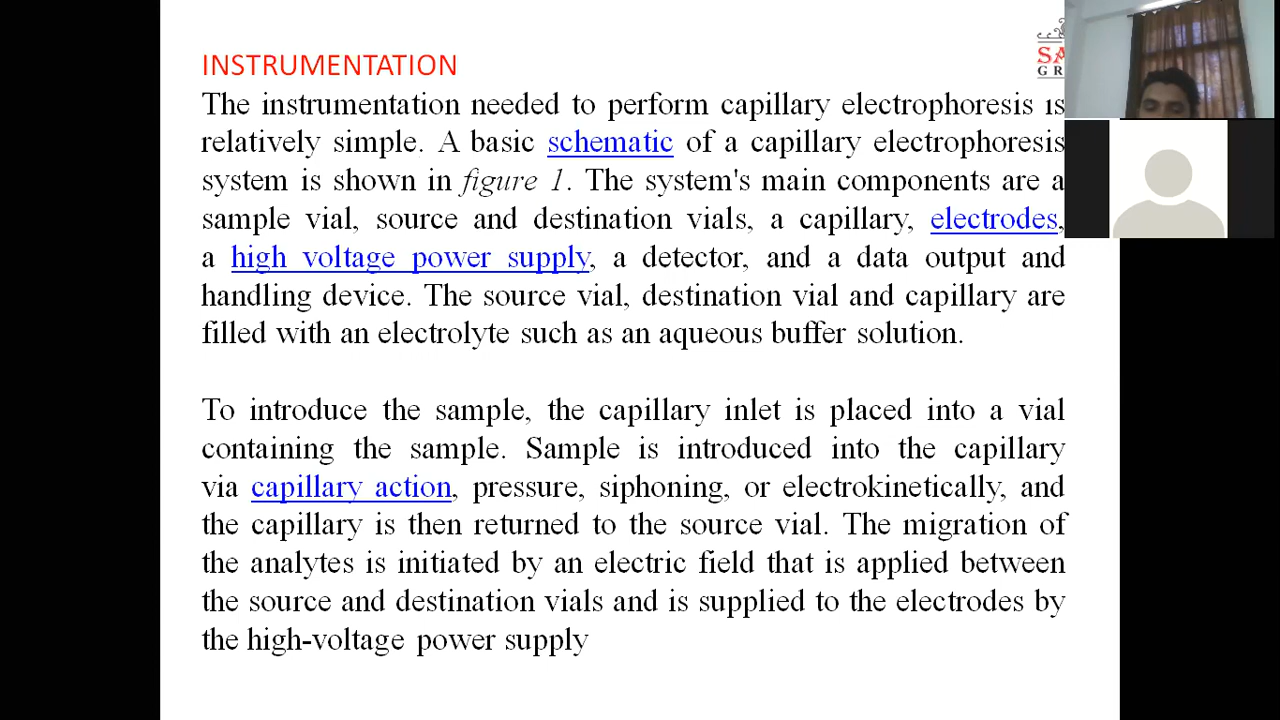 INSTRUMENTATION
The instrumentation needed to perform capillary electrophoresis is
relatively simple. A basic schematic of a capillary electrophoresis
system is shown in figure 1. The system's main components are a
sample vial, source and destination vials, a capillary, electrodes,
a high voltage power supply, a detector, and a data output and
handling device. The source vial, destination vial and capillary are
filled with an electrolyte such as an aqueous buffer solution.
To introduce the sample, the capillary inlet is placed into a vial
containing the sample. Sample is introduced into the capillary
via capillary action, pressure, siphoning, or electrokinetically, and
the capillary is then returned to the source vial. The migration of
the analytes is initiated by an electric field that is applied between
the source and destination vials and is supplied to the electrodes by
the high-voltage power supply